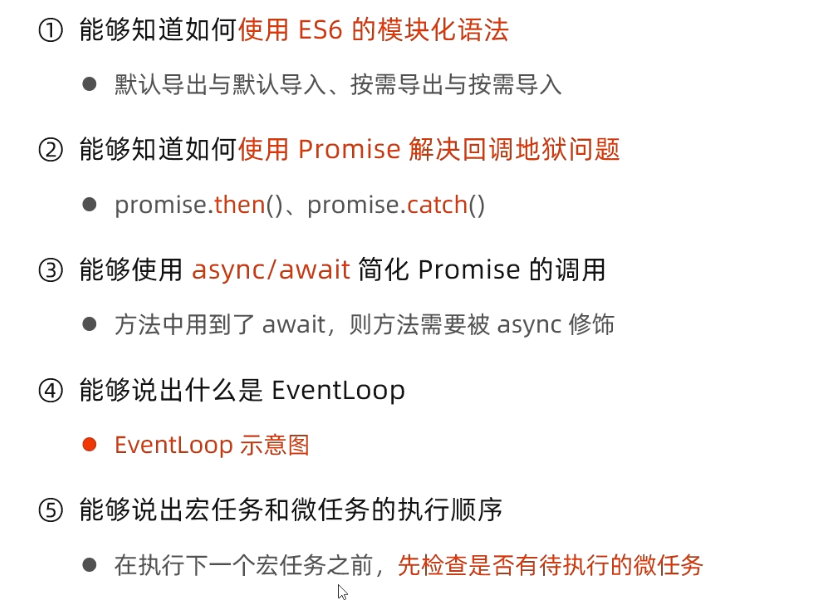 ① 能够知道如何使用 ES6 的模块化语法
● 默认导出与默认导入、按需导出与按需导入
② 能够知道如何使用 Promise 解决回调地狱问题
● promise.then()、promise.catch()
③ 能够使用 async/await 简化 Promise 的调用
● 方法中用到了 await，则方法需要被 async 修饰
④ 能够说出什么是 EventLoop
● EventLoop 示意图
⑤ 能够说出宏任务和微任务的执行顺序
● 在执行下一个宏任务之前，先检查是否有待执行的微任务